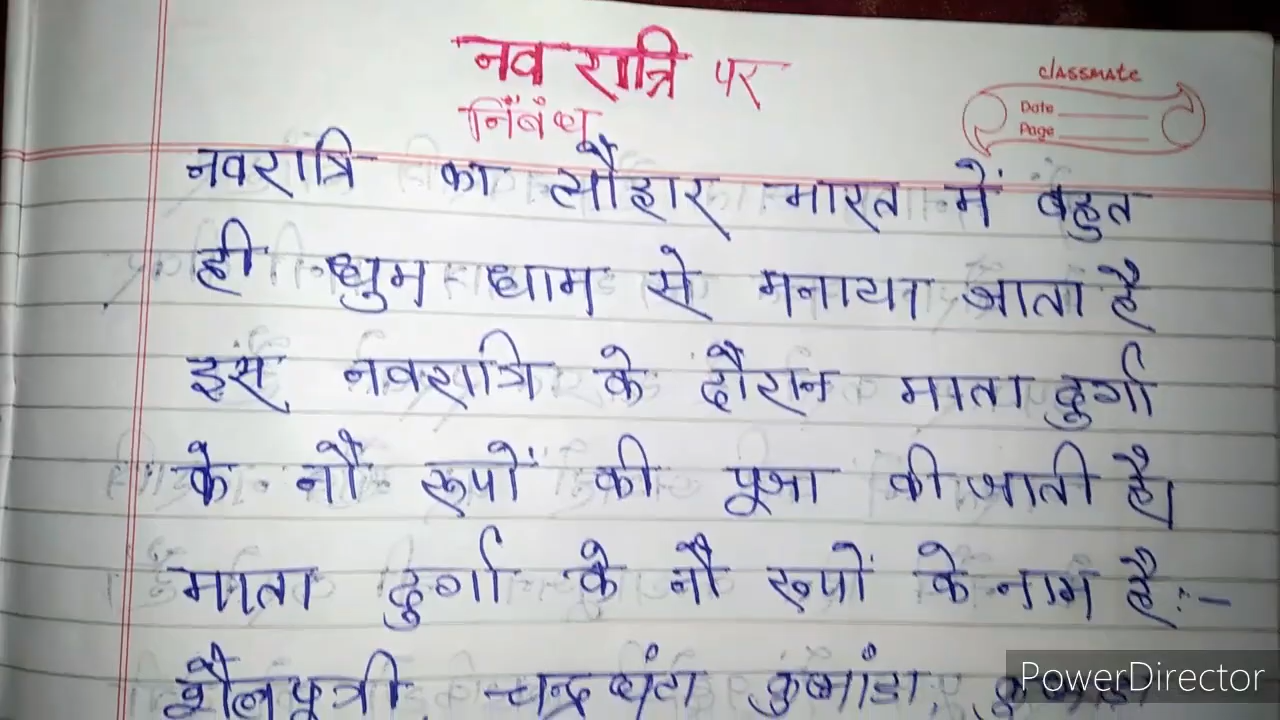 नवरात्रि पर
निबंध
classmate
Date
Page
नवरात्रि का त्यौहार भारत में बहुत
ही धुम धाम से मनाया जाता है
इस नवरात्रि के दौरान माता दुर्गा
के नौ रूपों की पूजा की जाती है।
माता दुर्गा के नौ रूपों के नाम है:-
शैलपुत्री, चन्द्रघंटा कुष्मांडा,
PowerDirector